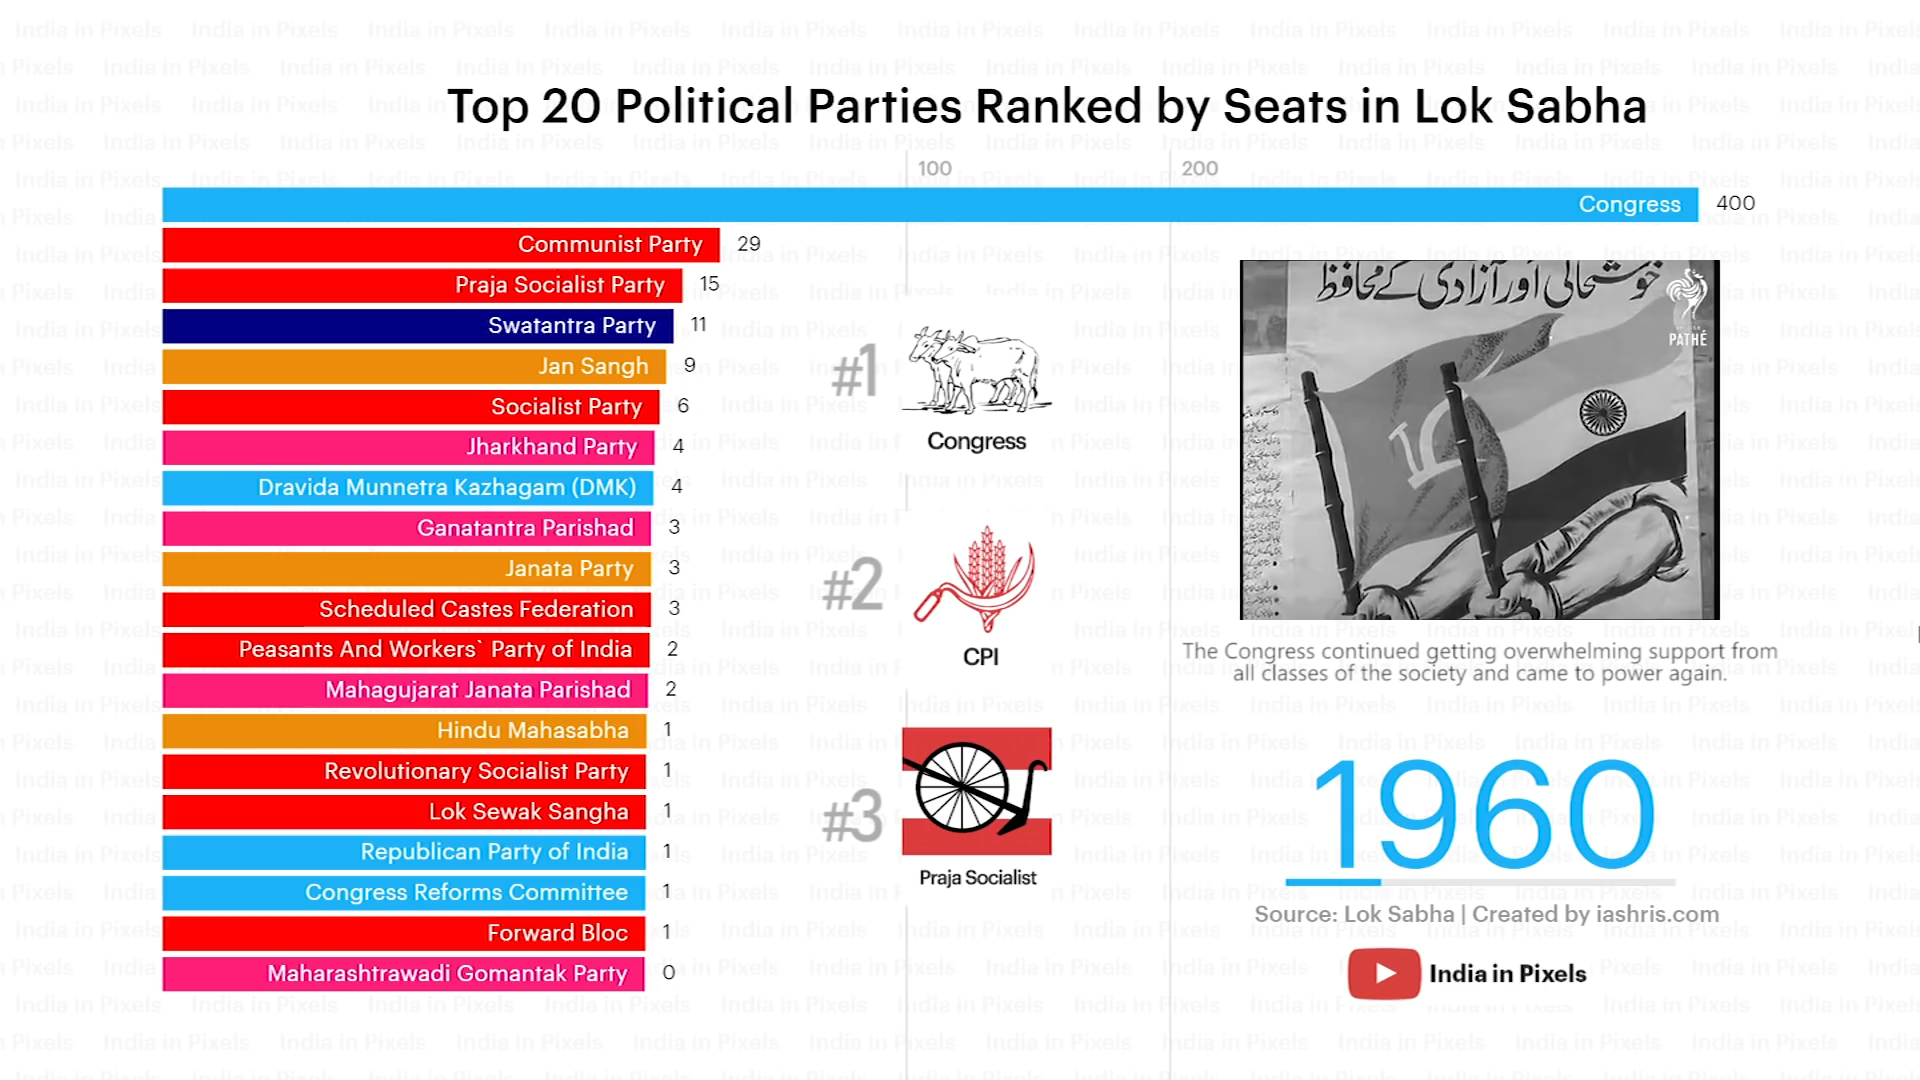 Top 20 Political Parties Ranked by Seats in Lok Sabha
100 200
Congress 400
Communist Party 29
Praja Socialist Party 15
Swatantra Party 11
Jan Sangh 9
Socialist Party 6
Jharkhand Party 4
Dravida Munnetra Kazhagam (DMK) 4
Ganatantra Parishad 3
Janata Party 3
Scheduled Castes Federation 3
Peasants And Workers` Party of India 2
Mahagujarat Janata Parishad 2
Hindu Mahasabha 1
Revolutionary Socialist Party 1
Lok Sewak Sangha 1
Republican Party of India 1
Congress Reforms Committee 1
Forward Bloc 1
Maharashtrawadi Gomantak Party 0
#1
Congress
#2
CPI
#3
Praja Socialist
خوشحالی اور آزادی کے محافظ
PATHÉ
The Congress continued getting overwhelming support from
all classes of the society and came to power again.
1960
Source: Lok Sabha | Created by iashris.com
India in Pixels